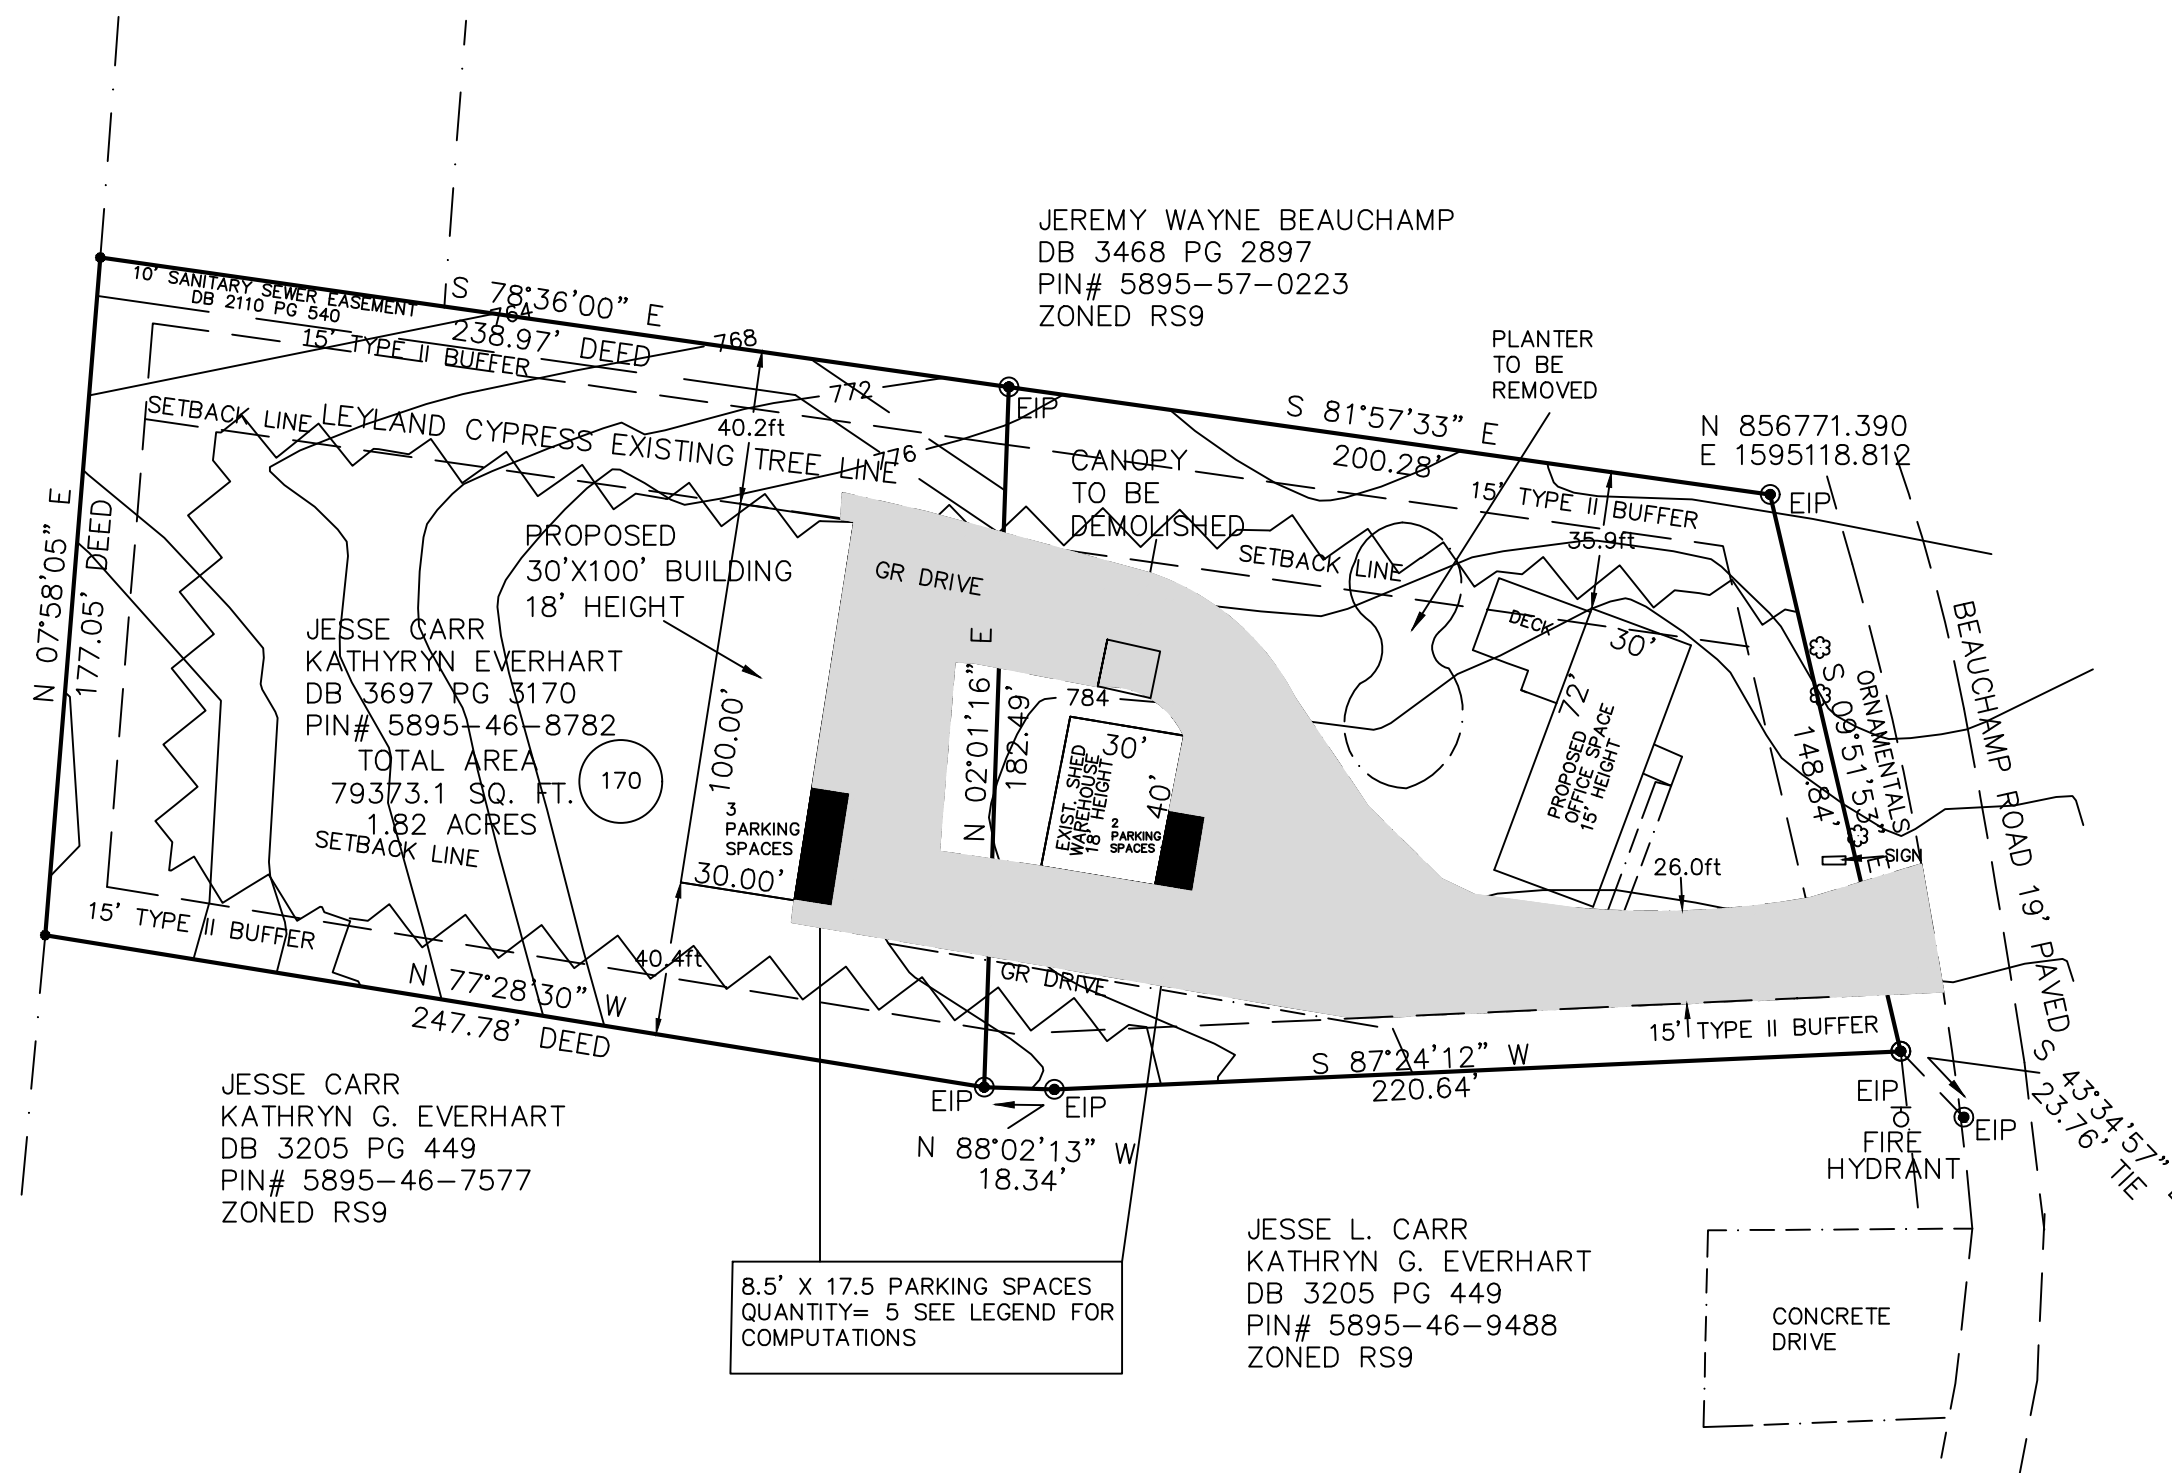 JEREMY WAYNE BEAUCHAMP
DB 3468 PG 2897
PIN# 5895-57-0223
ZONED RS9
10' SANITARY SEWER EASEMENT
DB 2110 PG 540
S 78°36'00" E
238.97' DEED
764
768
772
776
15' TYPE II BUFFER
SETBACK LINE
LEYLAND CYPRESS EXISTING TREE LINE
40.2ft
EIP
S 81°57'33" E
200.28'
PLANTER
TO BE
REMOVED
N 856771.390
E 1595118.812
EIP
CANOPY
TO BE
DEMOLISHED
15' TYPE II BUFFER
SETBACK LINE
35.9ft
N 07°58'05" E
177.05' DEED
PROPOSED
30'X100' BUILDING
18' HEIGHT
GR DRIVE
JESSE CARR
KATHYRYN EVERHART
DB 3697 PG 3170
PIN# 5895-46-8782
TOTAL AREA
79373.1 SQ. FT.
1.82 ACRES
170
SETBACK LINE
100.00'
30.00'
3
PARKING
SPACES
N 02°01'16" E
182.49'
784
EXIST. SHED
WAREHOUSE
18' HEIGHT
30'
40'
2
PARKING
SPACES
DECK
30'
72'
PROPOSED
OFFICE SPACE
15' HEIGHT
S 09°51'53" E
148.84'
ORNAMENTALS
SIGN
26.0ft
BEAUCHAMP ROAD 19' PAVED
15' TYPE II BUFFER
40.4ft
N 77°28'30" W
247.78' DEED
GR DRIVE
15' TYPE II BUFFER
S 87°24'12" W
220.64'
EIP
EIP
N 88°02'13" W
18.34'
EIP
EIP
FIRE
HYDRANT
S 43°34'57"
23.76' TIE
JESSE CARR
KATHRYN G. EVERHART
DB 3205 PG 449
PIN# 5895-46-7577
ZONED RS9
8.5' X 17.5 PARKING SPACES
QUANTITY= 5 SEE LEGEND FOR
COMPUTATIONS
JESSE L. CARR
KATHRYN G. EVERHART
DB 3205 PG 449
PIN# 5895-46-9488
ZONED RS9
CONCRETE
DRIVE